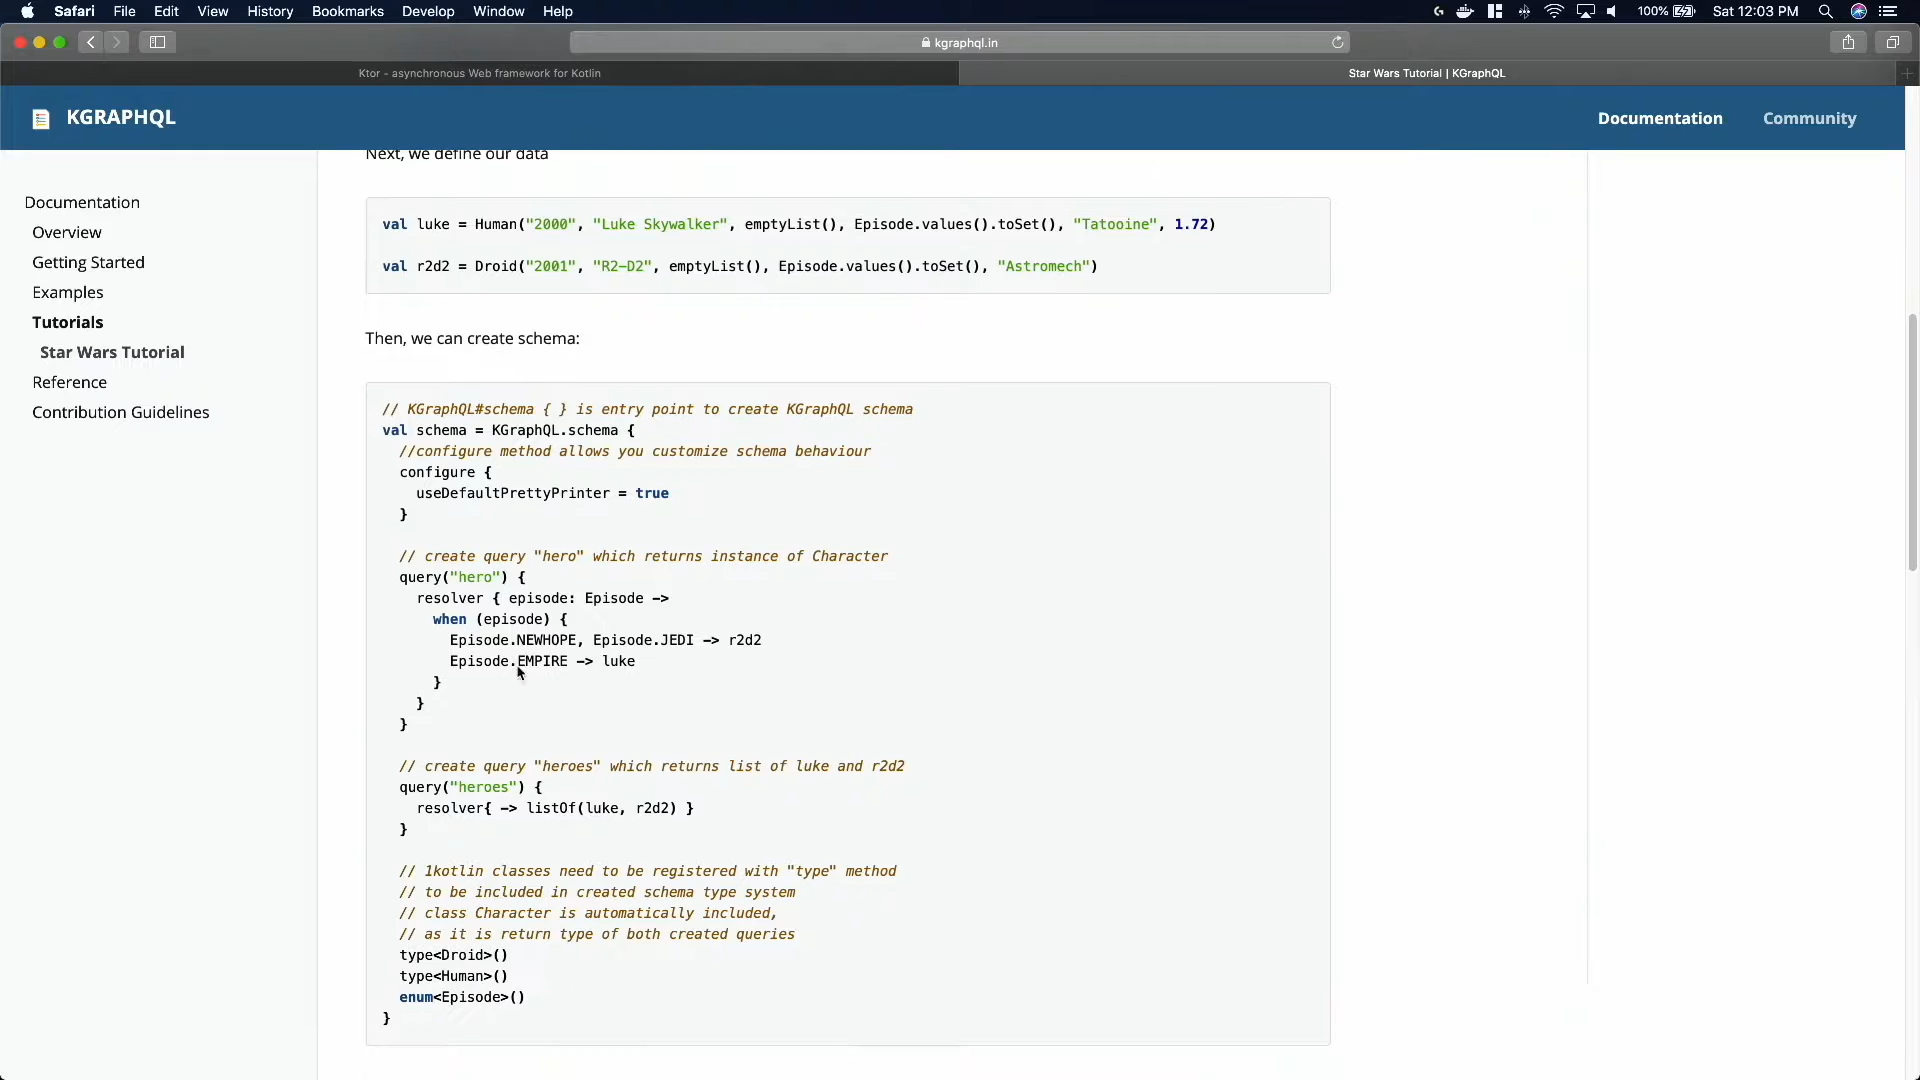 Safari File Edit View History Bookmarks Develop Window Help 100% Sat 12:03 PM
kgraphql.in
Ktor - asynchronous Web framework for Kotlin
Star Wars Tutorial | KGraphQL
KGRAPHQL
Documentation Community
Documentation
Overview
Getting Started
Examples
Tutorials
Star Wars Tutorial
Reference
Contribution Guidelines
Next, we define our data
val luke = Human("2000", "Luke Skywalker", emptyList(), Episode.values().toSet(), "Tatooine", 1.72)
val r2d2 = Droid("2001", "R2-D2", emptyList(), Episode.values().toSet(), "Astromech")
Then, we can create schema:
// KGraphQL#schema { } is entry point to create KGraphQL schema
val schema = KGraphQL.schema {
//configure method allows you customize schema behaviour
configure {
useDefaultPrettyPrinter = true
}
// create query "hero" which returns instance of Character
query("hero") {
resolver { episode: Episode ->
when (episode) {
Episode.NEWHOPE, Episode.JEDI -> r2d2
Episode.EMPIRE -> luke
}
}
}
// create query "heroes" which returns list of luke and r2d2
query("heroes") {
resolver{ -> listOf(luke, r2d2) }
}
// 1kotlin classes need to be registered with "type" method
// to be included in created schema type system
// class Character is automatically included,
// as it is return type of both created queries
type<Droid>()
type<Human>()
enum<Episode>()
}